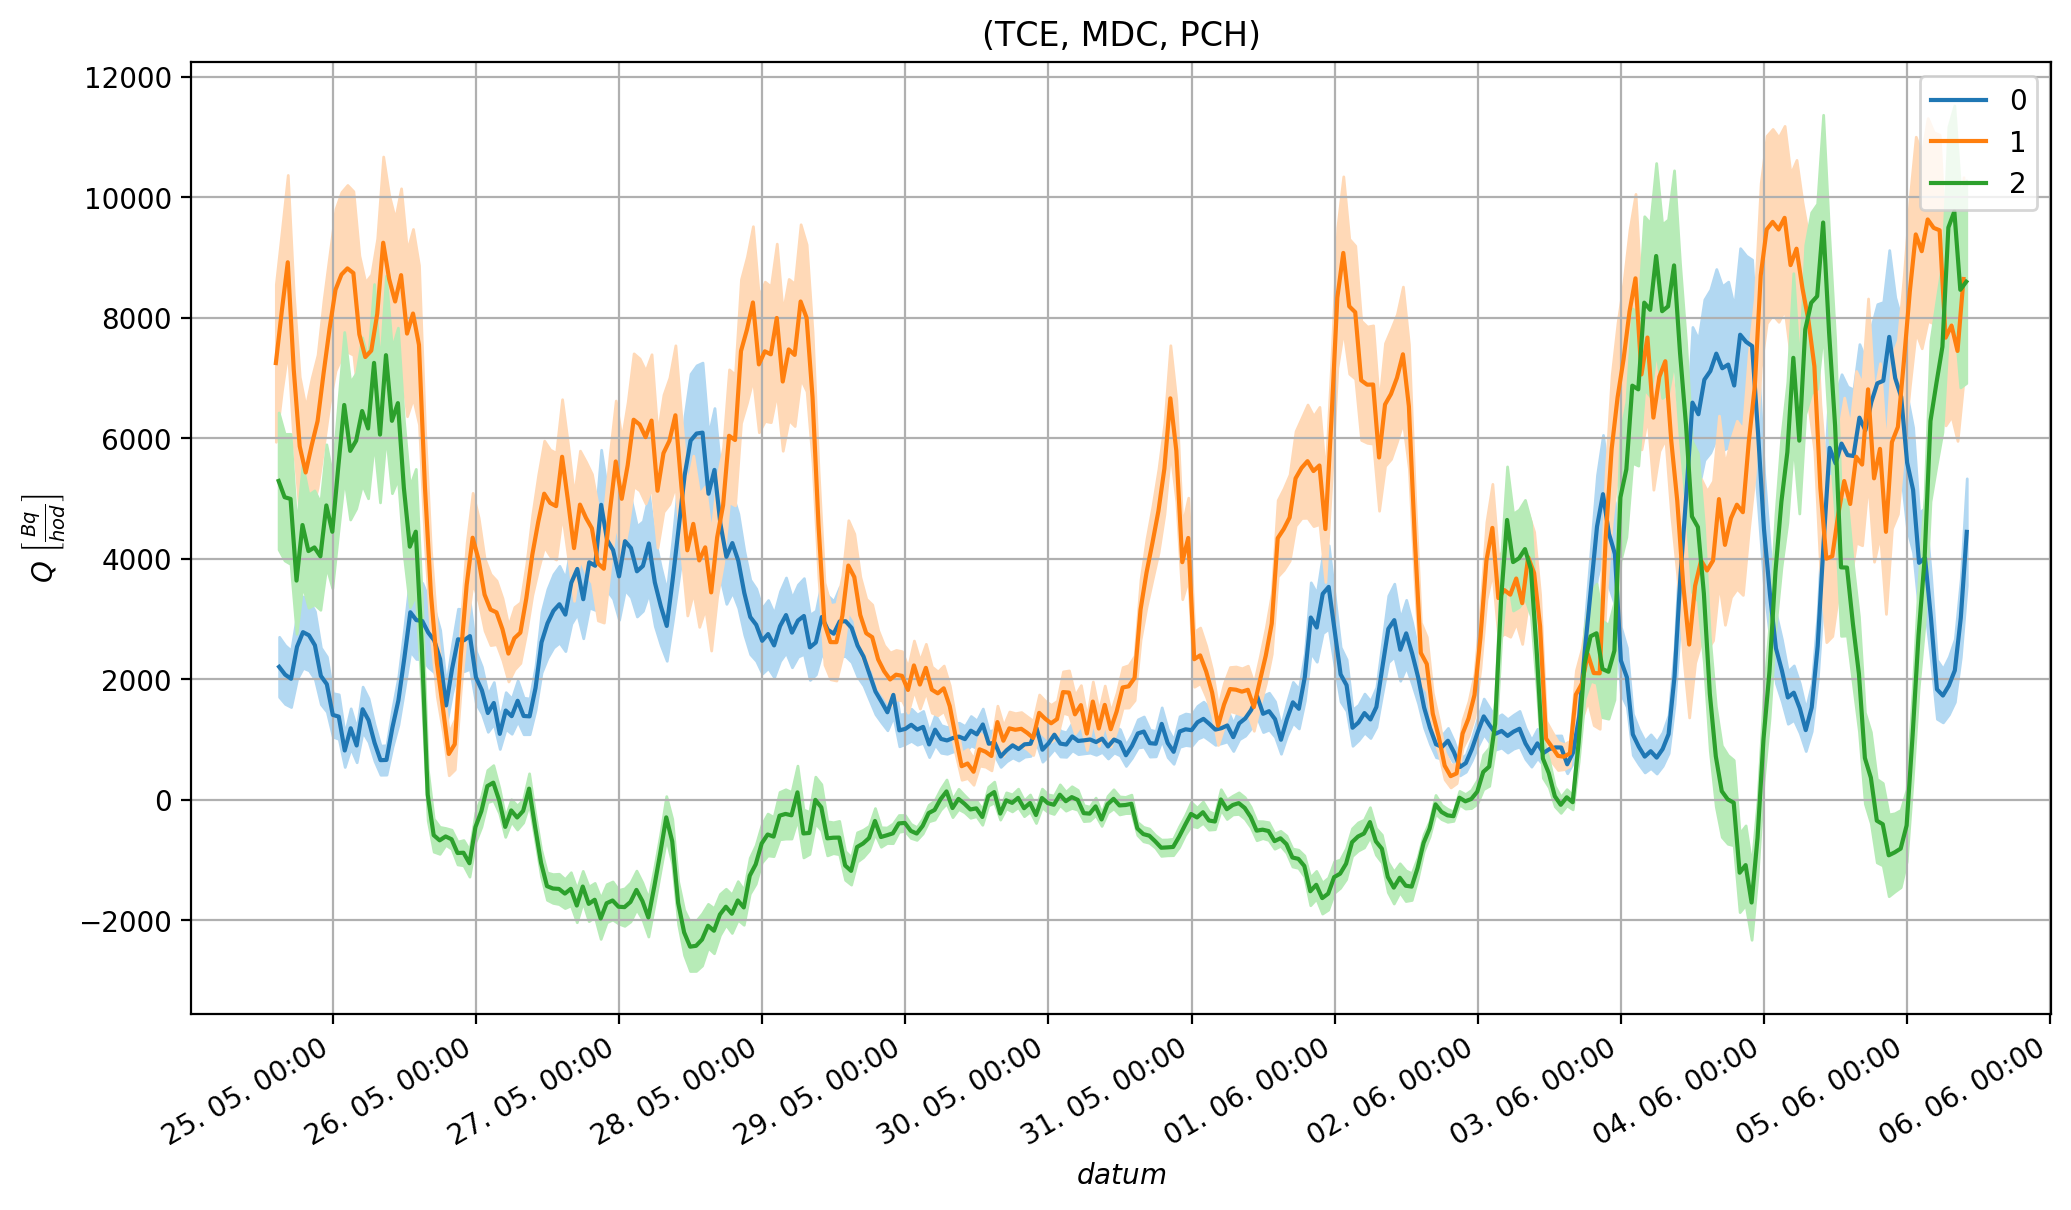 (TCE, MDC, PCH)
12000
10000
8000
6000
4000
2000
0
−2000
Q [Bq/hod]
0
1
2
25. 05. 00:00
26. 05. 00:00
27. 05. 00:00
28. 05. 00:00
29. 05. 00:00
30. 05. 00:00
31. 05. 00:00
01. 06. 00:00
02. 06. 00:00
03. 06. 00:00
04. 06. 00:00
05. 06. 00:00
06. 06. 00:00
datum